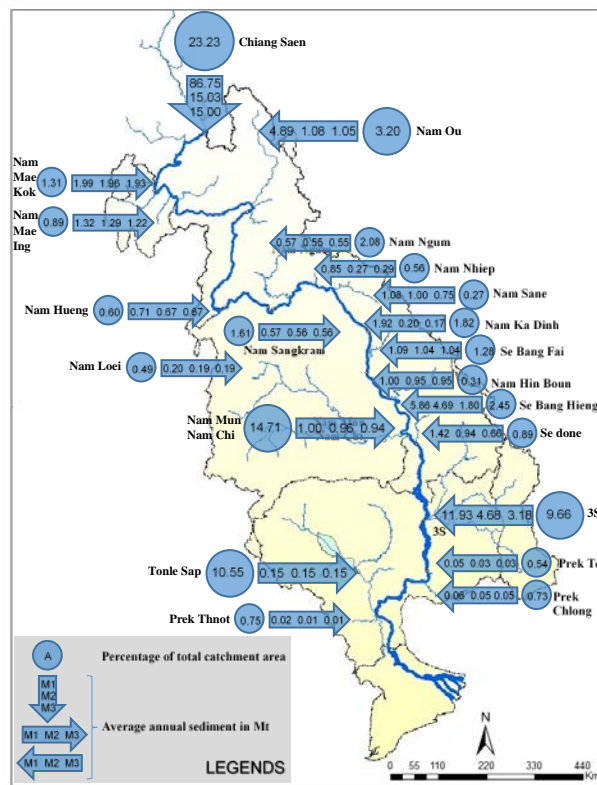 23.23
Chiang Saen
86.75
15.03
15.00
4.89 1.08 1.05
3.20
Nam Ou
Nam
Mae
Kok
1.31
1.99 1.96 1.93
Nam
Mae
Ing
0.89
1.32 1.29 1.22
0.57 0.55 0.55
2.08
Nam Ngum
0.85 0.27 0.29
0.56
Nam Nhiep
1.08 1.00 0.75
0.27
Nam Sane
Nam Hueng
0.60
0.71 0.67 0.67
1.61
0.57 0.56 0.56
Nam Sangkram
1.92 0.20 0.17
1.82
Nam Ka Dinh
1.09 1.04 1.04
1.28
Se Bang Fai
Nam Loei
0.49
0.20 0.19 0.19
1.00 0.95 0.95
0.31
Nam Hin Boun
5.86 4.69 1.80
2.45
Se Bang Hieng
Nam Mun
Nam Chi
14.71
1.00 0.96 0.94
1.42 0.94 0.66
0.89
Se done
11.93 4.68 3.18
9.66
3S
3S
Tonle Sap
10.55
0.15 0.15 0.15
0.05 0.03 0.03
0.54
Prek Te
0.06 0.05 0.05
0.73
Prek
Chlong
Prek Thnot
0.75
0.02 0.01 0.01
A
Percentage of total catchment area
M1
M2
M3
M1 M2 M3
M1 M2 M3
Average annual sediment in Mt
LEGENDS
N
0 55 110 220 330 440
Km